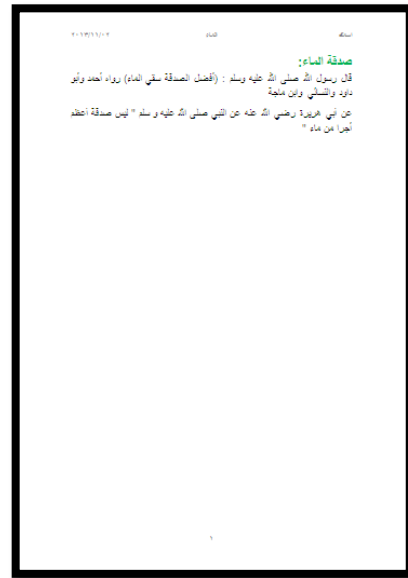 اسلام الماء ٢٠١٣/١١/٠٢
صدقة الماء:
قال رسول الله صلى الله عليه وسلم : (أفضل الصدقة سقي الماء) رواه أحمد وأبو
داود والنسائي وابن ماجة
عن أبي هريرة رضي الله عنه عن النبي صلى الله عليه و سلم " ليس صدقة أعظم
أجرا من ماء "
١